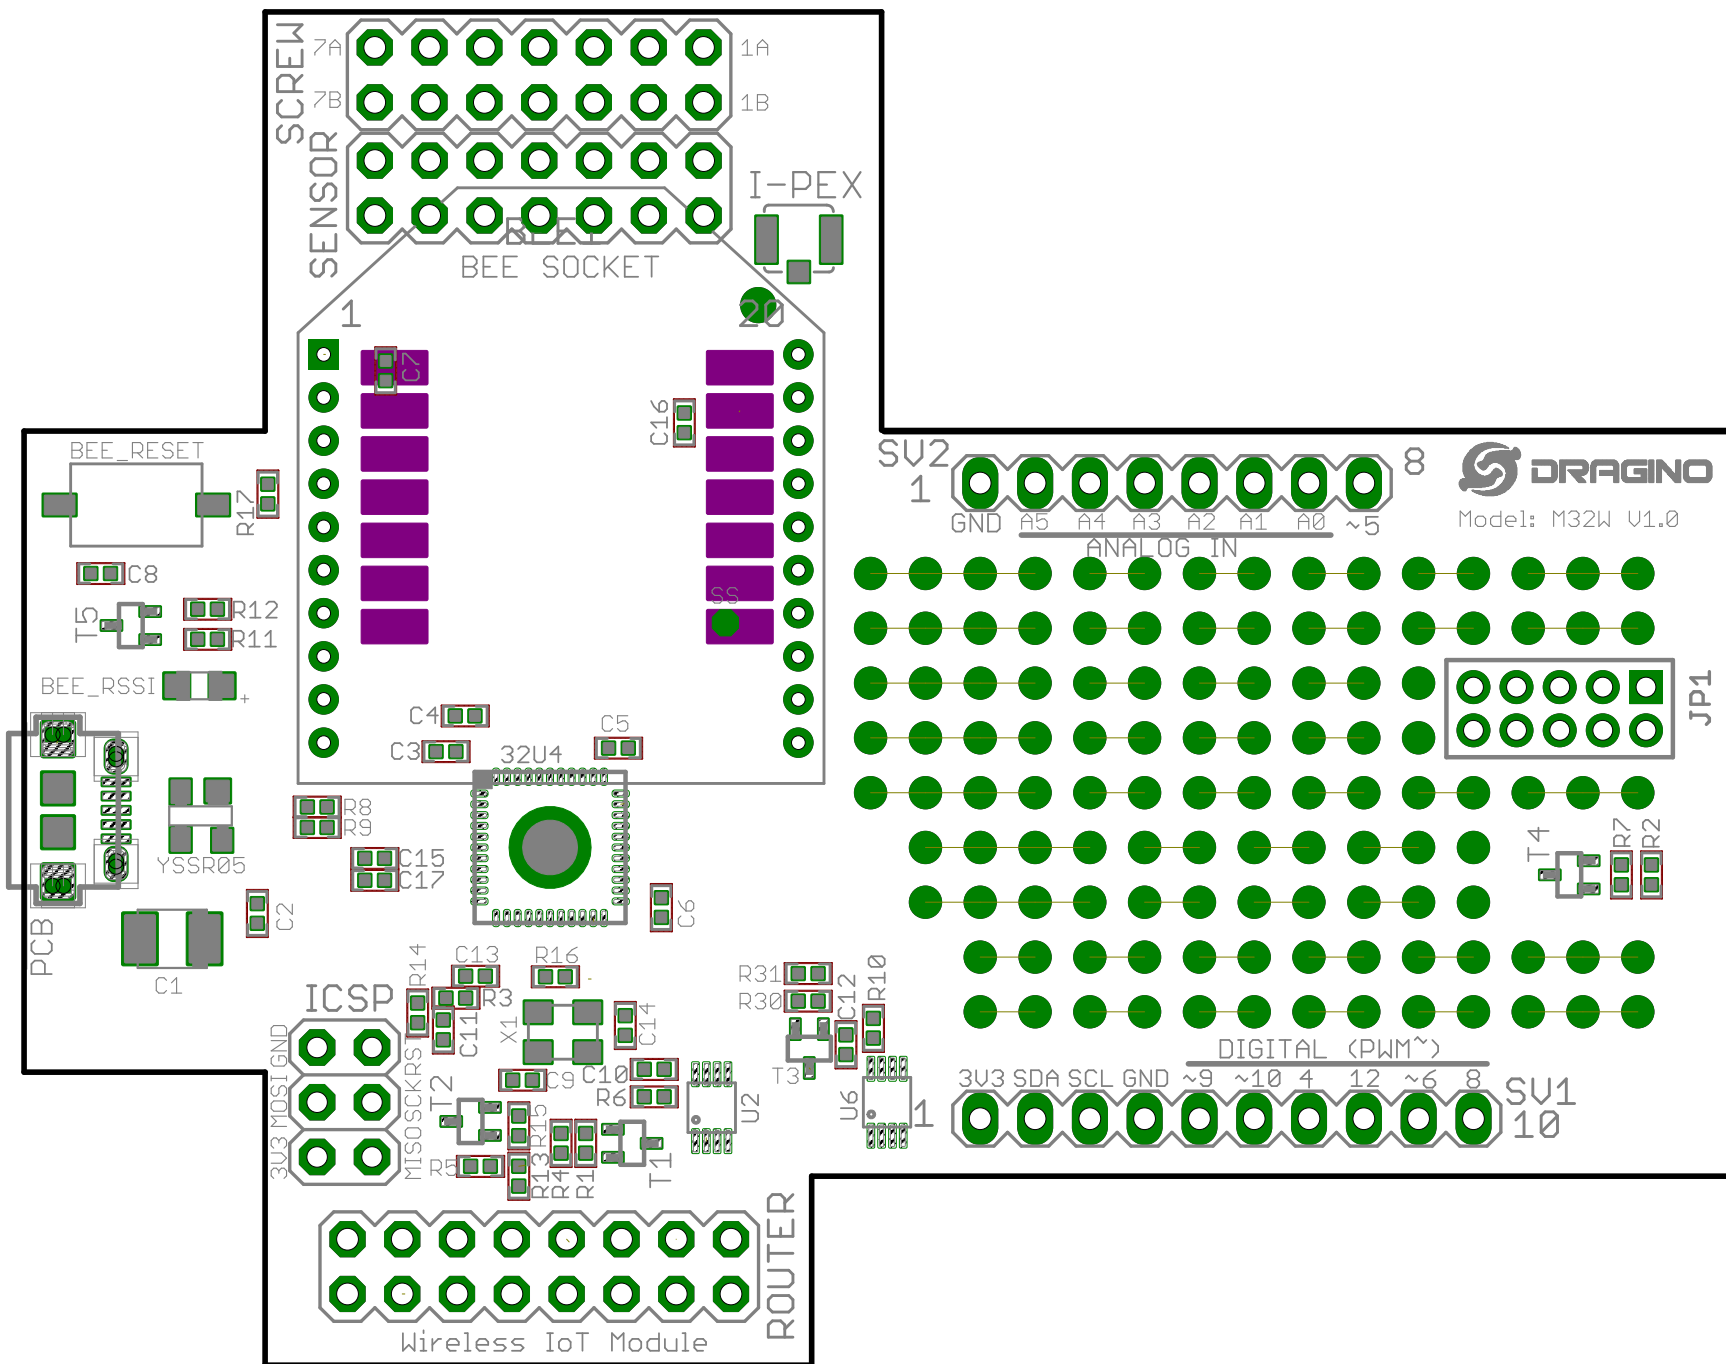 SCREW
7A
1A
7B
1B
SENSOR
I-PEX
BEE SOCKET
1
20
C7
C16
BEE_RESET
R17
C8
T5
R12
R11
BEE_RSSI
+
SS
C4
C3
C5
32U4
R8
R9
C15
C17
YSSR05
PCB
C2
C1
C6
SV2
1
8
GND A5 A4 A3 A2 A1 A0 ~5
ANALOG IN
DRAGINO
Model: M32W V1.0
JP1
T4
R7
R2
ICSP
GND
MOSI
3V3
RST
SCK
MISO
R14
C13
R3
C11
R16
X1
C14
C9
C10
R6
T2
R15
R5
R13
R4
R1
T1
U2
R31
R30
C12
R10
T3
U6
1
DIGITAL (PWM~)
3V3 SDA SCL GND ~9 ~10 4 12 ~6 8
SV1
10
ROUTER
Wireless IoT Module